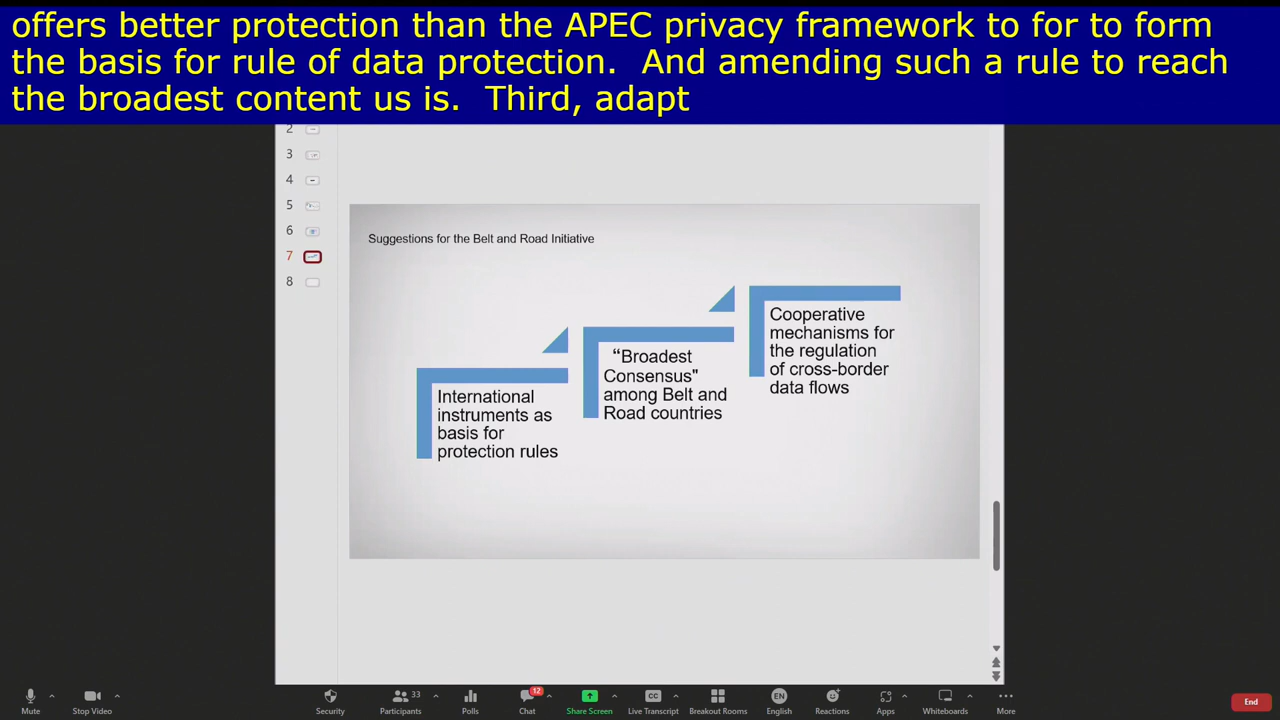 offers better protection than the APEC privacy framework to for to form
the basis for rule of data protection.  And amending such a rule to reach
the broadest content us is.  Third, adapt
2
3
4
5
6
7
8
Suggestions for the Belt and Road Initiative
International
instruments as
basis for
protection rules
“Broadest
Consensus"
among Belt and
Road countries
Cooperative
mechanisms for
the regulation
of cross-border
data flows
Mute
Stop Video
Security
33
Participants
Polls
12
Chat
Share Screen
CC
Live Transcript
Breakout Rooms
EN
English
Reactions
Apps
Whiteboards
More
End